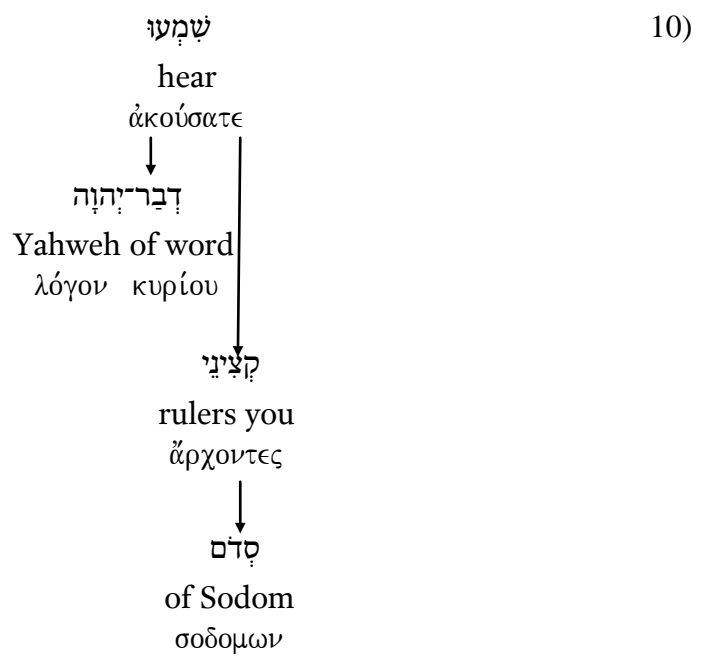 שִׁמְעוּ 10)
hear
ἀκούσατε
דְבַר־יְהוָה
Yahweh of word
λόγον κυρίου
קְצִינֵי
rulers you
ἄρχοντες
סְדֹם
of Sodom
σοδομων